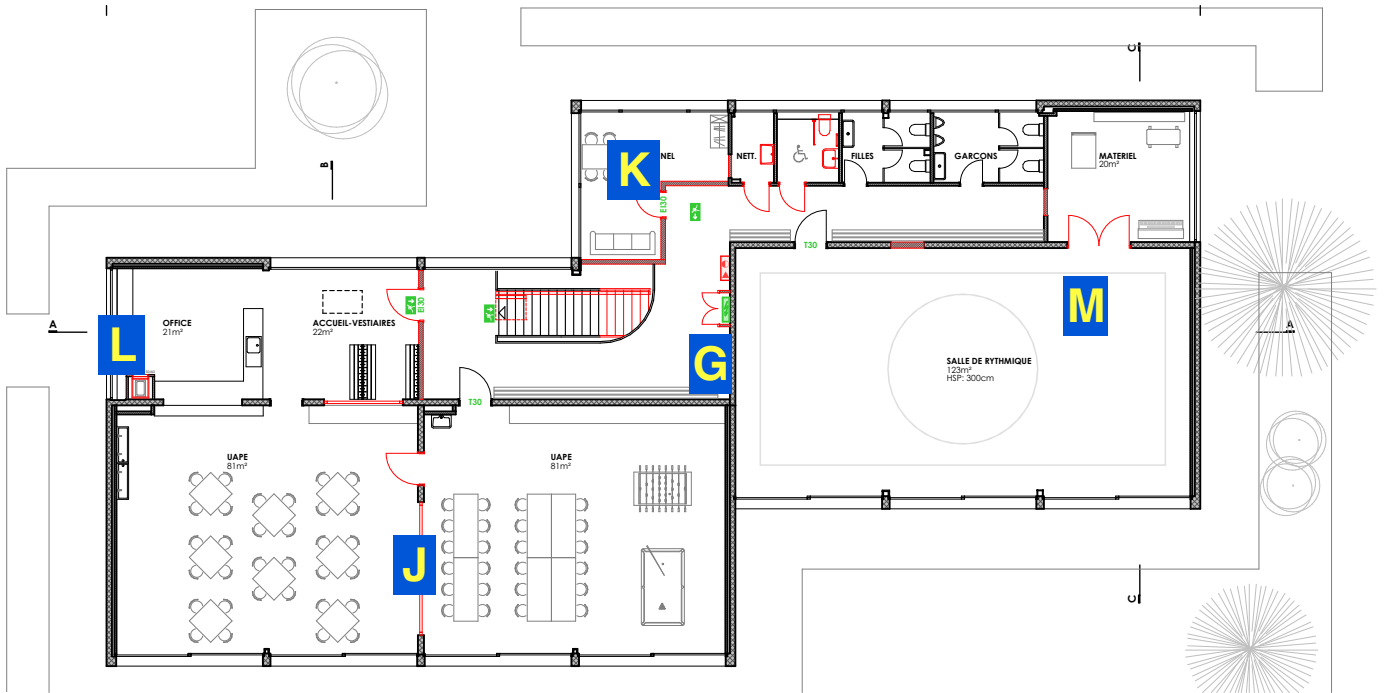 C
B
K
NEL
NETT.
FILLES
GARCONS
MATERIEL
20m²
EI30
T30
A
L
OFFICE
21m²
ACCUEIL-VESTIAIRES
22m²
EI30
G
M
A
SALLE DE RYTHMIQUE
123m²
HSP: 300cm
T30
UAPE
81m²
UAPE
81m²
J
C